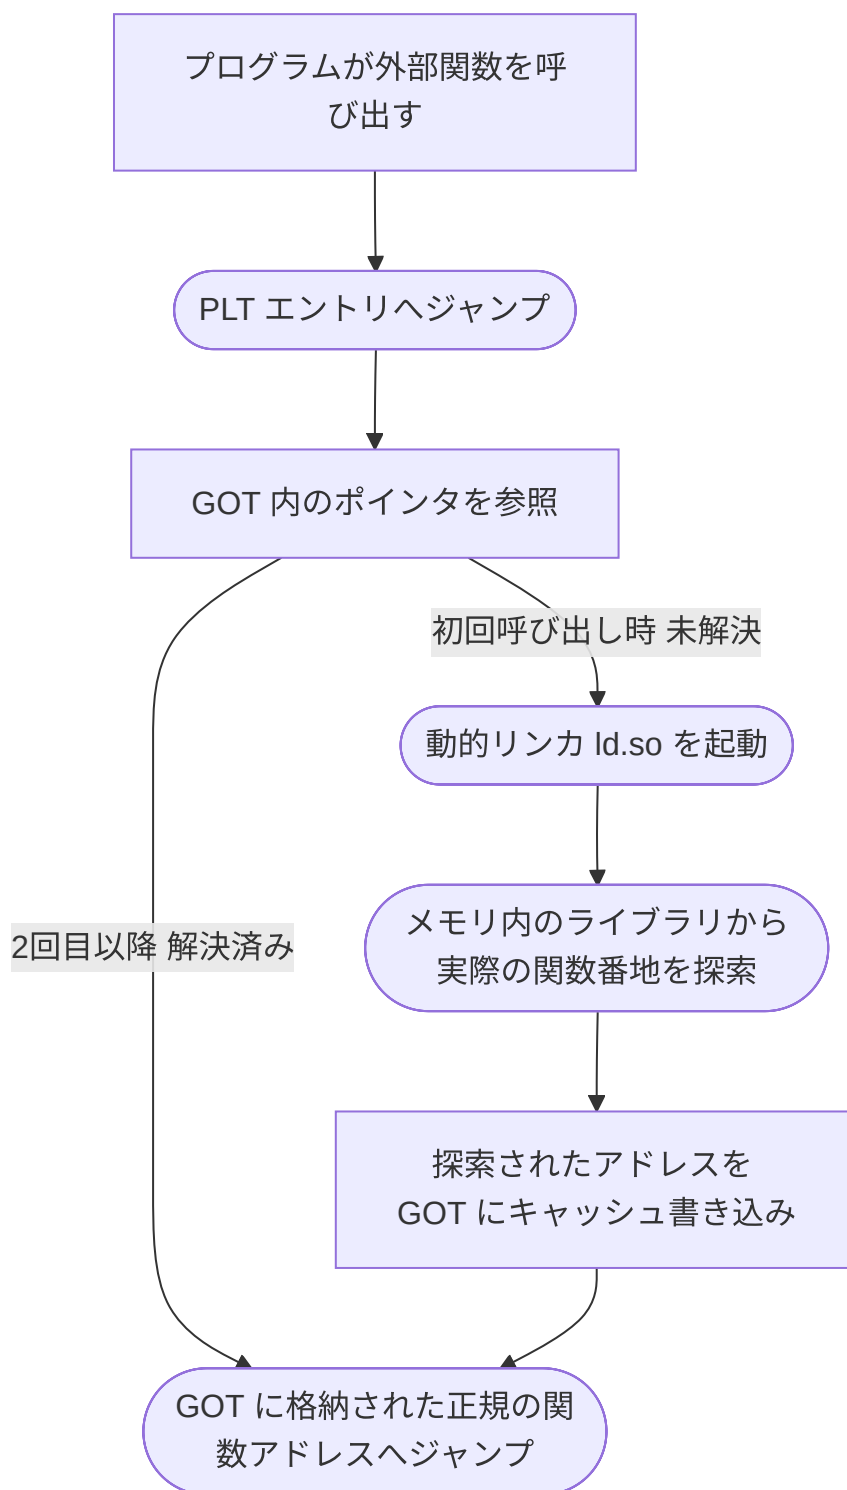 プログラムが外部関数を呼
び出す
PLT エントリへジャンプ
GOT 内のポインタを参照
初回呼び出し時 未解決
動的リンカ ld.so を起動
メモリ内のライブラリから
実際の関数番地を探索
2回目以降 解決済み
探索されたアドレスを
GOT にキャッシュ書き込み
GOT に格納された正規の関
数アドレスへジャンプ